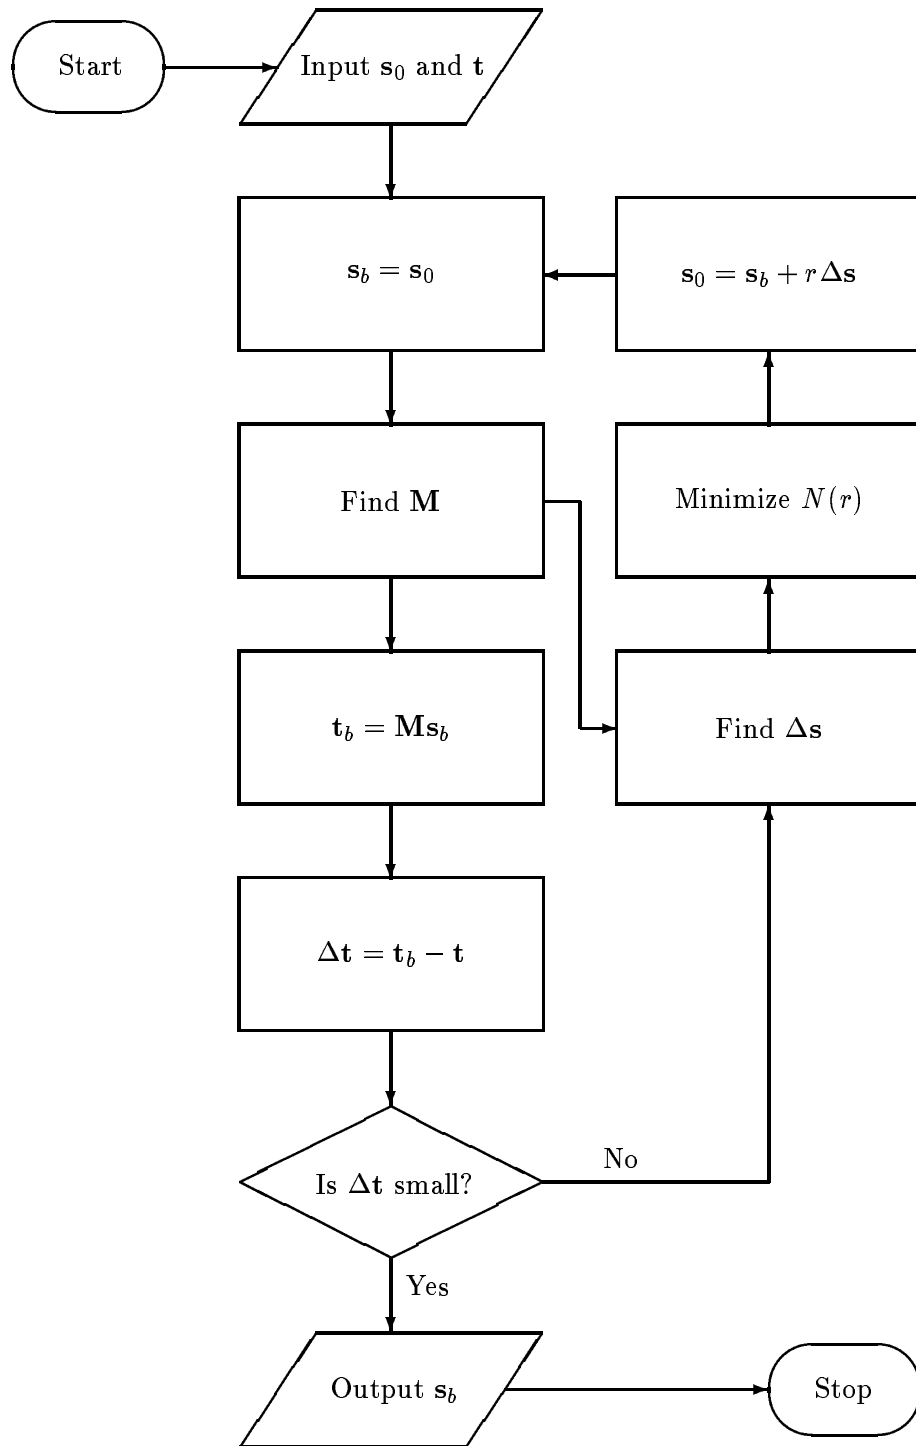 Start
Input s₀ and t
s_b = s₀
s₀ = s_b + r Δs
Find M
Minimize N(r)
t_b = Ms_b
Find Δs
Δt = t_b − t
Is Δt small?
No
Yes
Output s_b
Stop